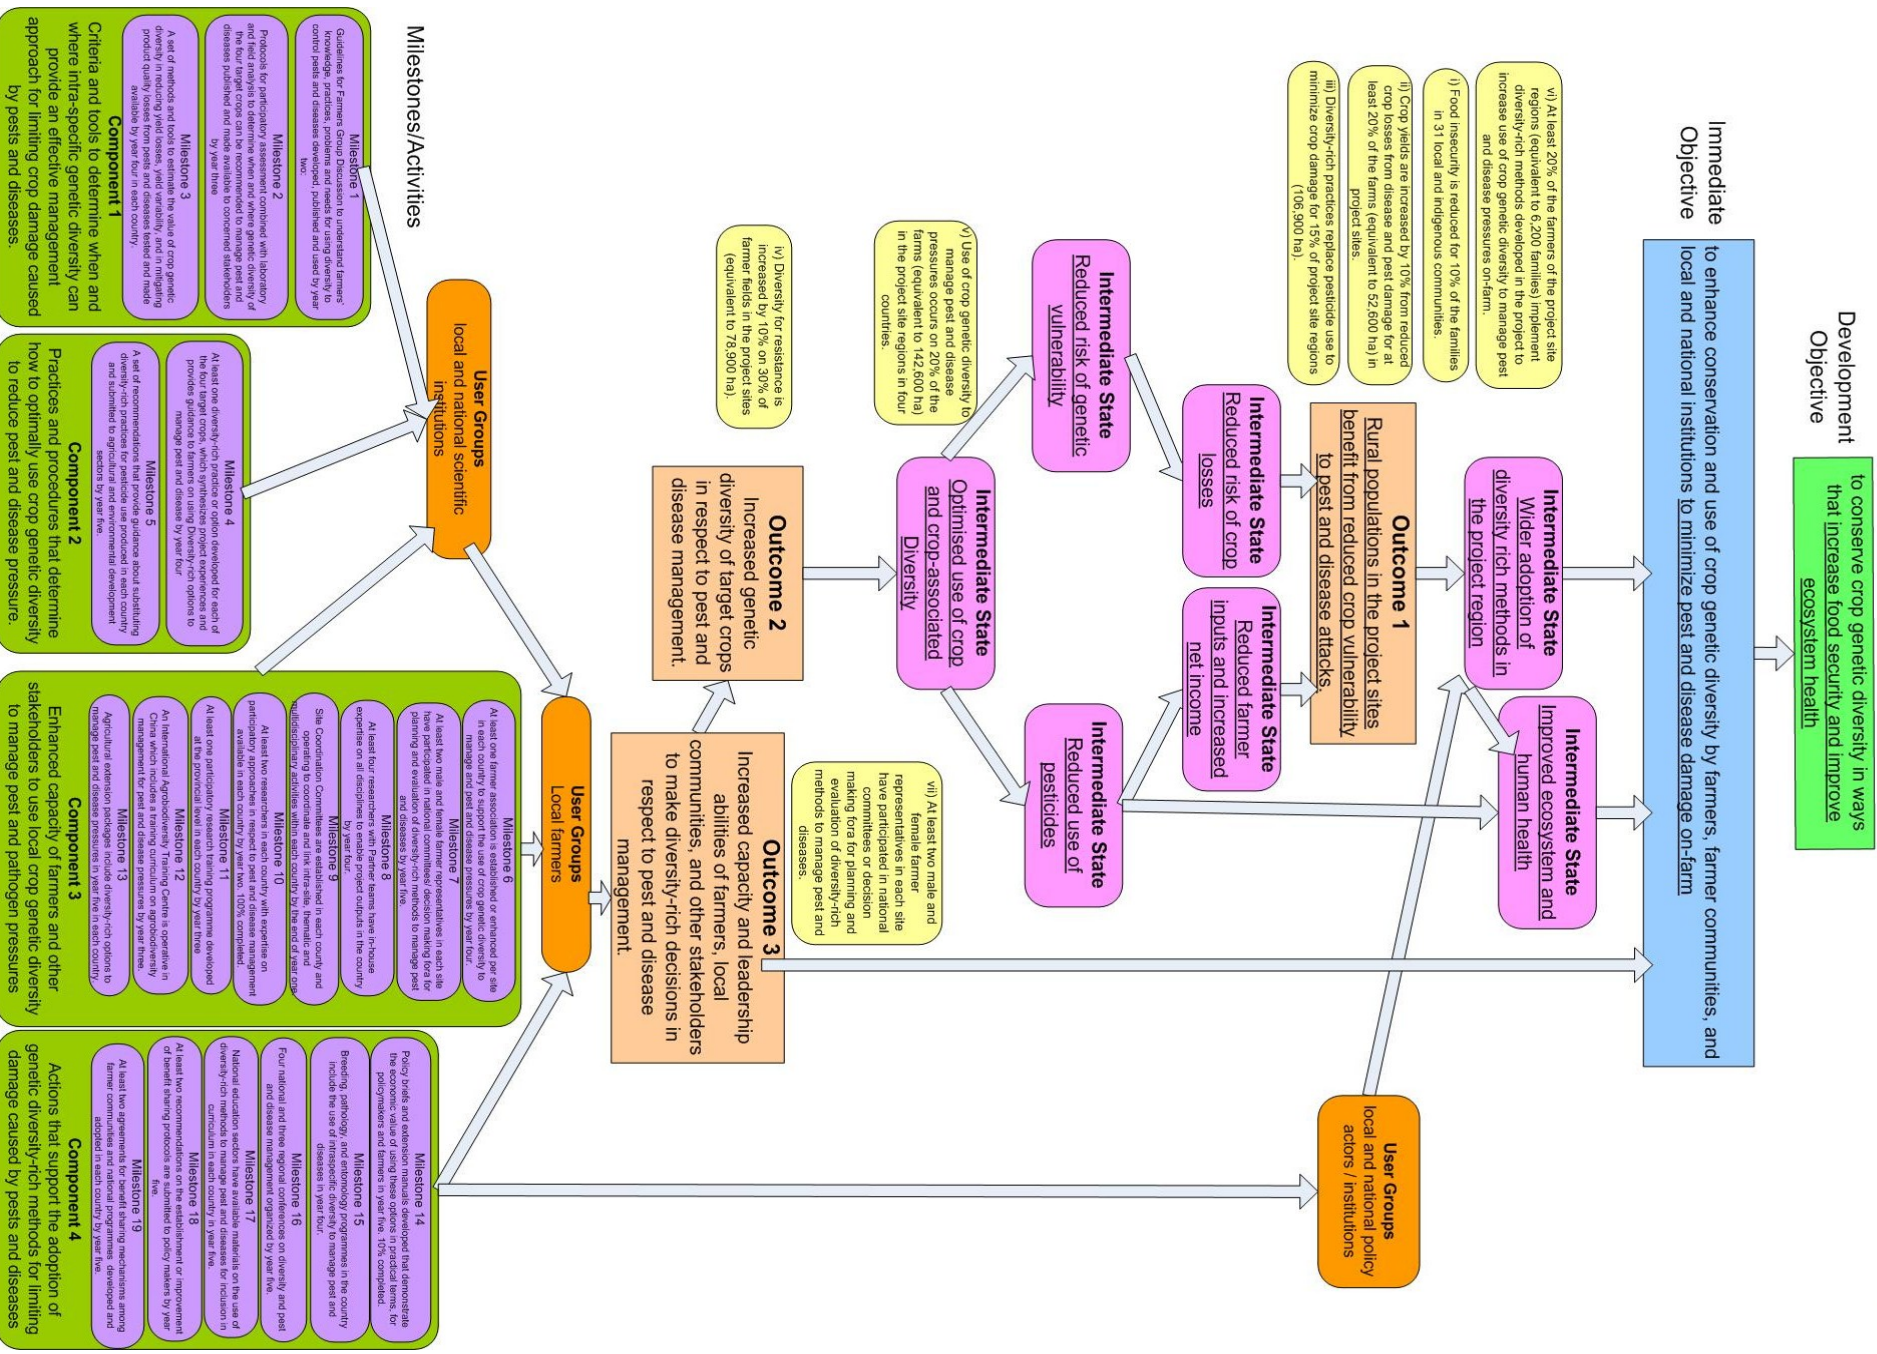 Development
Objective
to conserve crop genetic diversity in ways
that increase food security and improve
ecosystem health
Immediate
Objective
to enhance conservation and use of crop genetic diversity by farmers, farmer communities, and
local and national institutions to minimize pest and disease damage on-farm
vi) At least 20% of the farmers of the project site
regions (equivalent to 6,200 families) implement
diversity-rich methods developed in the project to
increase use of crop genetic diversity to manage pest
and disease pressures on-farm.
i) Food insecurity is reduced for 10% of the families
in 31 local and indigenous communities.
ii) Crop yields are increased by 10% from reduced
crop losses from disease and pest damage for at
least 20% of the farms (equivalent to 52,600 ha) in
project sites.
iii) Diversity-rich practices replace pesticide use to
minimize crop damage for 15% of project site regions
(106,900 ha).
Intermediate State
Wider adoption of
diversity rich methods in
the project region
Intermediate State
Improved ecosystem and
human health
Outcome 1
Rural populations in the project sites
benefit from reduced crop vulnerability
to pest and disease attacks.
User Groups
local and national policy
actors / institutions
Intermediate State
Reduced risk of crop
losses
Intermediate State
Reduced farmer
inputs and increased
net income
Intermediate State
Reduced risk of genetic
vulnerability
Intermediate State
Reduced use of
pesticides
v) Use of crop genetic diversity to
manage pest and disease
pressures occurs on 20% of the
farms (equivalent to 142,600 ha)
in the project site regions in four
countries.
Intermediate State
Optimised use of crop
and crop-associated
Diversity
vii) At least two male and
female farmer
representatives in each site
have participated in national
committees or decision
making fora for planning and
evaluation of diversity-rich
methods to manage pest and
diseases.
iv) Diversity for resistance is
increased by 10% on 30% of
farmer fields in the project sites
(equivalent to 78,900 ha).
Outcome 2
Increased genetic
diversity of target crops
in respect to pest and
disease management.
Outcome 3
Increased capacity and leadership
abilities of farmers, local
communities, and other stakeholders
to make diversity-rich decisions in
respect to pest and disease
management.
User Groups
local and national scientific
institutions
User Groups
Local farmers
Milestones/Activities
Milestone 1
Guidelines for Farmers Group Discussion to understand farmers'
knowledge, practices, problems and needs for using diversity to
control pests and diseases developed, published and used by year
two.
Milestone 2
Protocols for participatory assessment combined with laboratory
and field analysis to determine when and where genetic diversity of
the four target crops can be recommended to manage pest and
diseases published and made available to concerned stakeholders
by year three
Milestone 3
A set of methods and tools to estimate the value of crop genetic
diversity in reducing yield losses, yield variability, and in mitigating
product quality losses from pests and diseases tested and made
available by year four in each country.
Component 1
Criteria and tools to determine when and
where intra-specific genetic diversity can
provide an effective management
approach for limiting crop damage caused
by pests and diseases.
Milestone 4
At least one diversity-rich practice or option developed for each of
the four target crops, which synthesizes project experiences and
provides guidance to farmers on using Diversity-rich options to
manage pest and disease by year four
Milestone 5
A set of recommendations that provide guidance about substituting
diversity-rich practices for pesticide use produced in each country
and submitted to agricultural and environmental development
sectors by year five.
Component 2
Practices and procedures that determine
how to optimally use crop genetic diversity
to reduce pest and disease pressure.
Milestone 6
At least one farmer association is established or enhanced per site
in each country to support the use of crop genetic diversity to
manage and pest and disease pressures by year four.
Milestone 7
At least two male and female farmer representatives in each site
have participated in national committees/ decision making fora for
planning and evaluation of diversity-rich methods to manage pest
and diseases by year five.
Milestone 8
At least four researchers with Partner teams have in-house
expertise on all disciplines to enable project outputs in the country
by year four.
Milestone 9
Site Coordination Committees are established in each county and
operating to coordinate and link intra-site, thematic and
multidisciplinary activities within each country by the end of year one
Milestone 10
At least two researchers in each country with expertise on
participatory approaches in respect to pest and disease management
available in each country by year two. 100% completed.
Milestone 11
At least one participatory research training programme developed
at the provincial level in each country by year three
Milestone 12
An International Agrobiodiversity Training Centre is operative in
China which includes a training curriculum on agrobiodiversity
management for pest and disease pressures by year three.
Milestone 13
Agricultural extension packages include diversity-rich options to
manage pest and disease pressures in year five in each country.
Component 3
Enhanced capacity of farmers and other
stakeholders to use local crop genetic diversity
to manage pest and pathogen pressures
Milestone 14
Policy briefs and extension manuals developed that demonstrate
the economic value of using these options in practical terms, for
policymakers and farmers in year five. 10% completed.
Milestone 15
Breeding, pathology, and entomology programmes in the country
include the use of intraspecific diversity to manage pest and
diseases in year four.
Milestone 16
Four national and three regional conferences on diversity and pest
and disease management organized by year five.
Milestone 17
National education sectors have available materials on the use of
diversity-rich methods to manage pest and diseases for inclusion in
curriculum in each country in year five.
Milestone 18
At least two recommendations on the establishment or improvement
of benefit sharing protocols are submitted to policy makers by year
five.
Milestone 19
At least two agreements for benefit sharing mechanisms among
farmer communities and national programmes developed and
adopted in each country by year five.
Component 4
Actions that support the adoption of
genetic diversity-rich methods for limiting
damage caused by pests and diseases